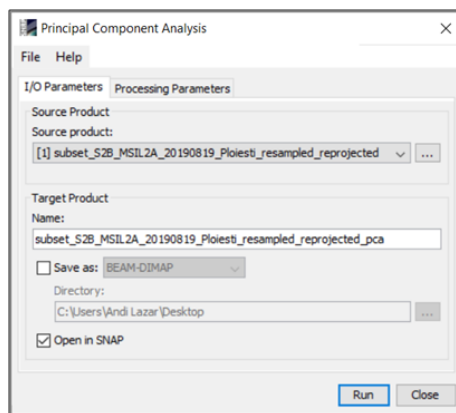 Principal Component Analysis
File Help
I/O Parameters Processing Parameters
Source Product
Source product:
[1] subset_S2B_MSIL2A_20190819_Ploiesti_resampled_reprojected
...
Target Product
Name:
subset_S2B_MSIL2A_20190819_Ploiesti_resampled_reprojected_pca
Save as: BEAM-DIMAP
Directory:
C:\Users\Andi Lazar\Desktop
...
Open in SNAP
Run Close